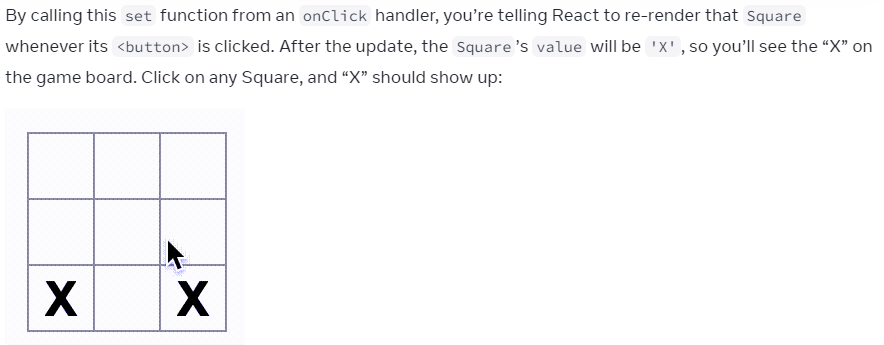 By calling this set function from an onClick handler, you’re telling React to re-render that Square
whenever its <button> is clicked. After the update, the Square’s value will be 'X', so you’ll see the “X” on
the game board. Click on any Square, and “X” should show up:
X X